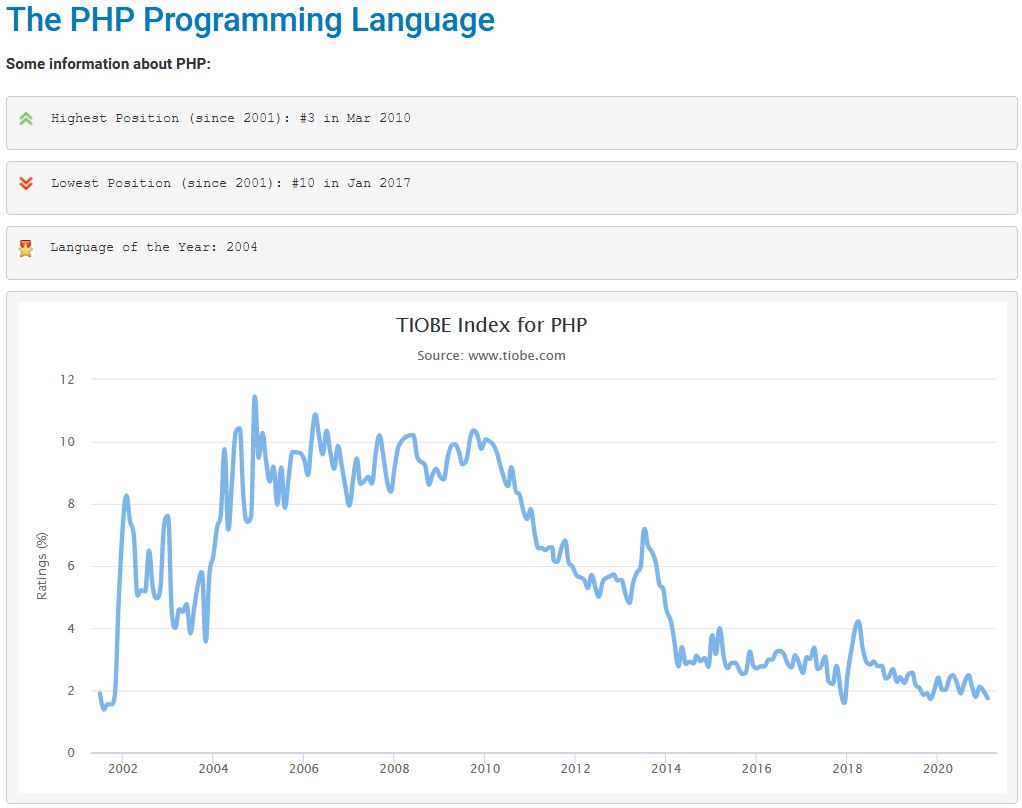 The PHP Programming Language
Some information about PHP:
Highest Position (since 2001): #3 in Mar 2010
Lowest Position (since 2001): #10 in Jan 2017
Language of the Year: 2004
TIOBE Index for PHP
Source: www.tiobe.com
12
10
8
6
4
2
0
Ratings (%)
2002 2004 2006 2008 2010 2012 2014 2016 2018 2020